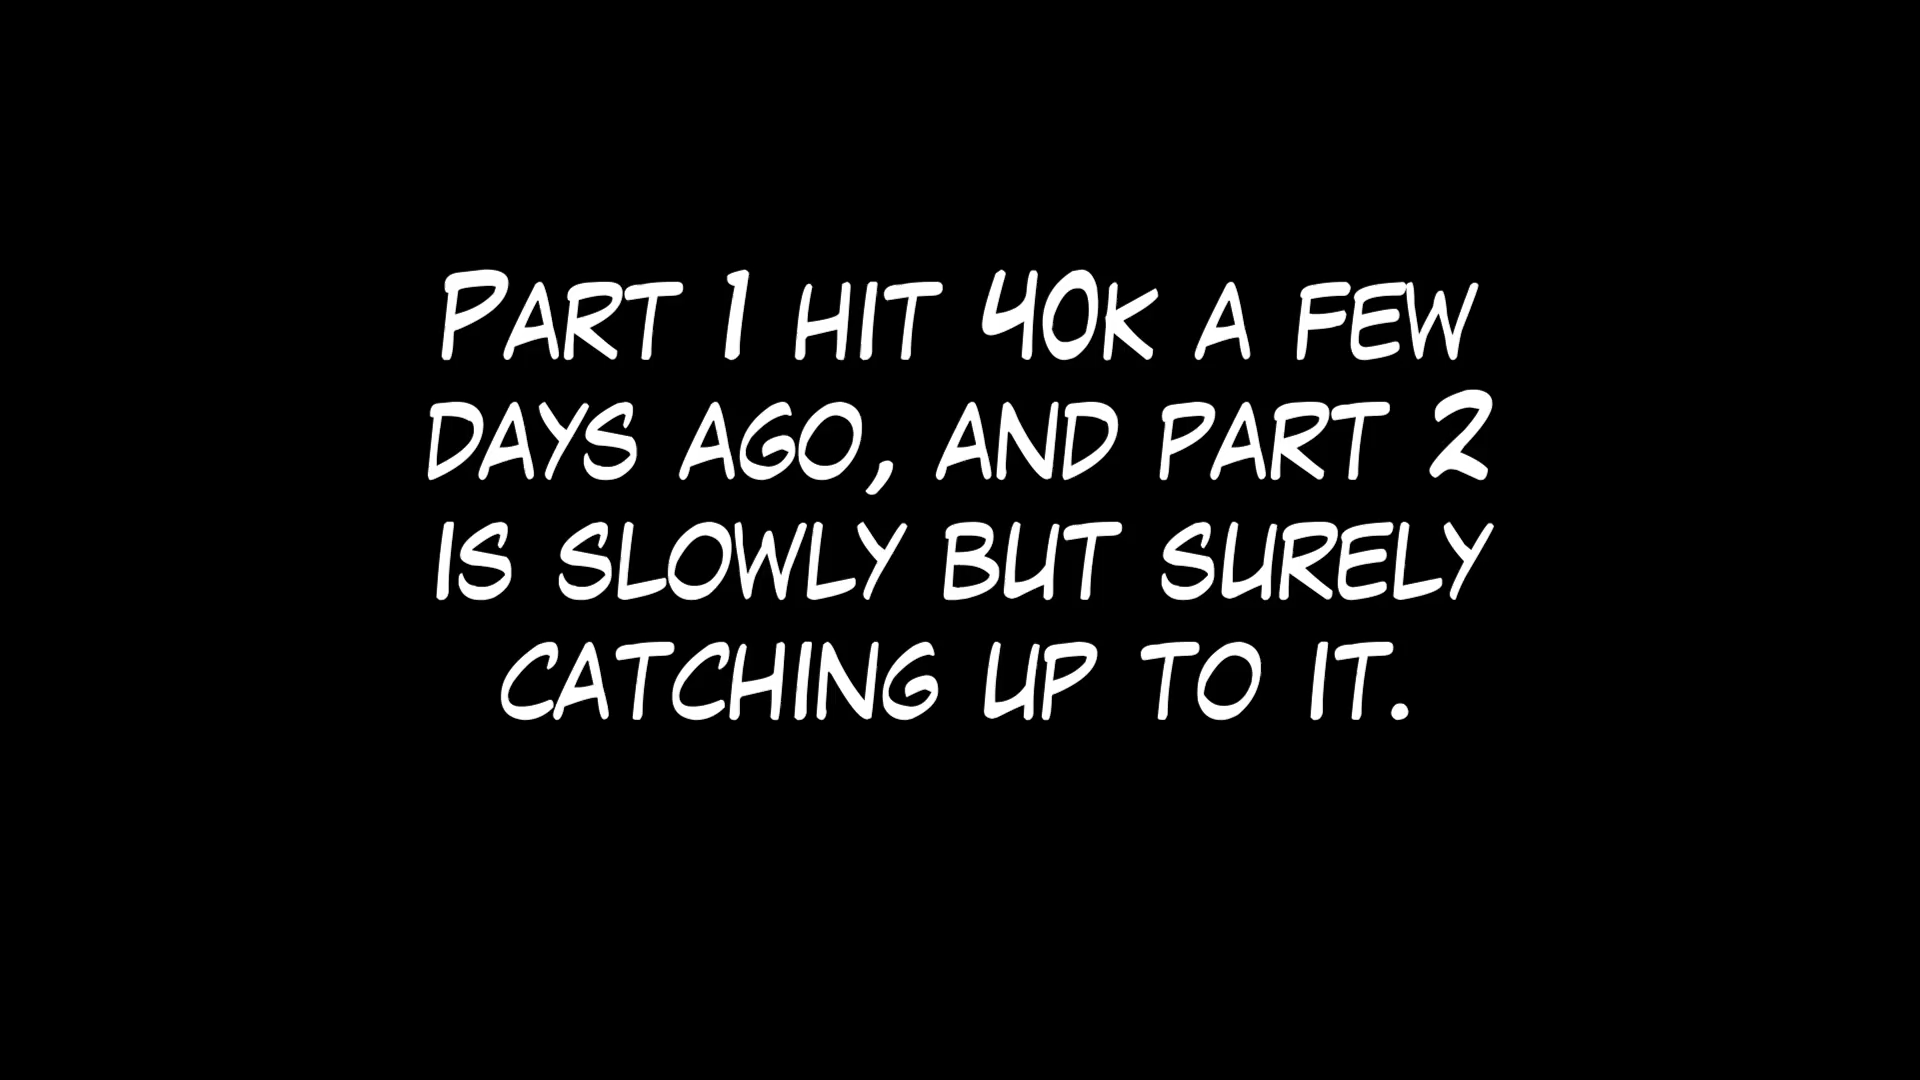 Part 1 hit 40k a few
days ago, and part 2
is slowly but surely
catching up to it.